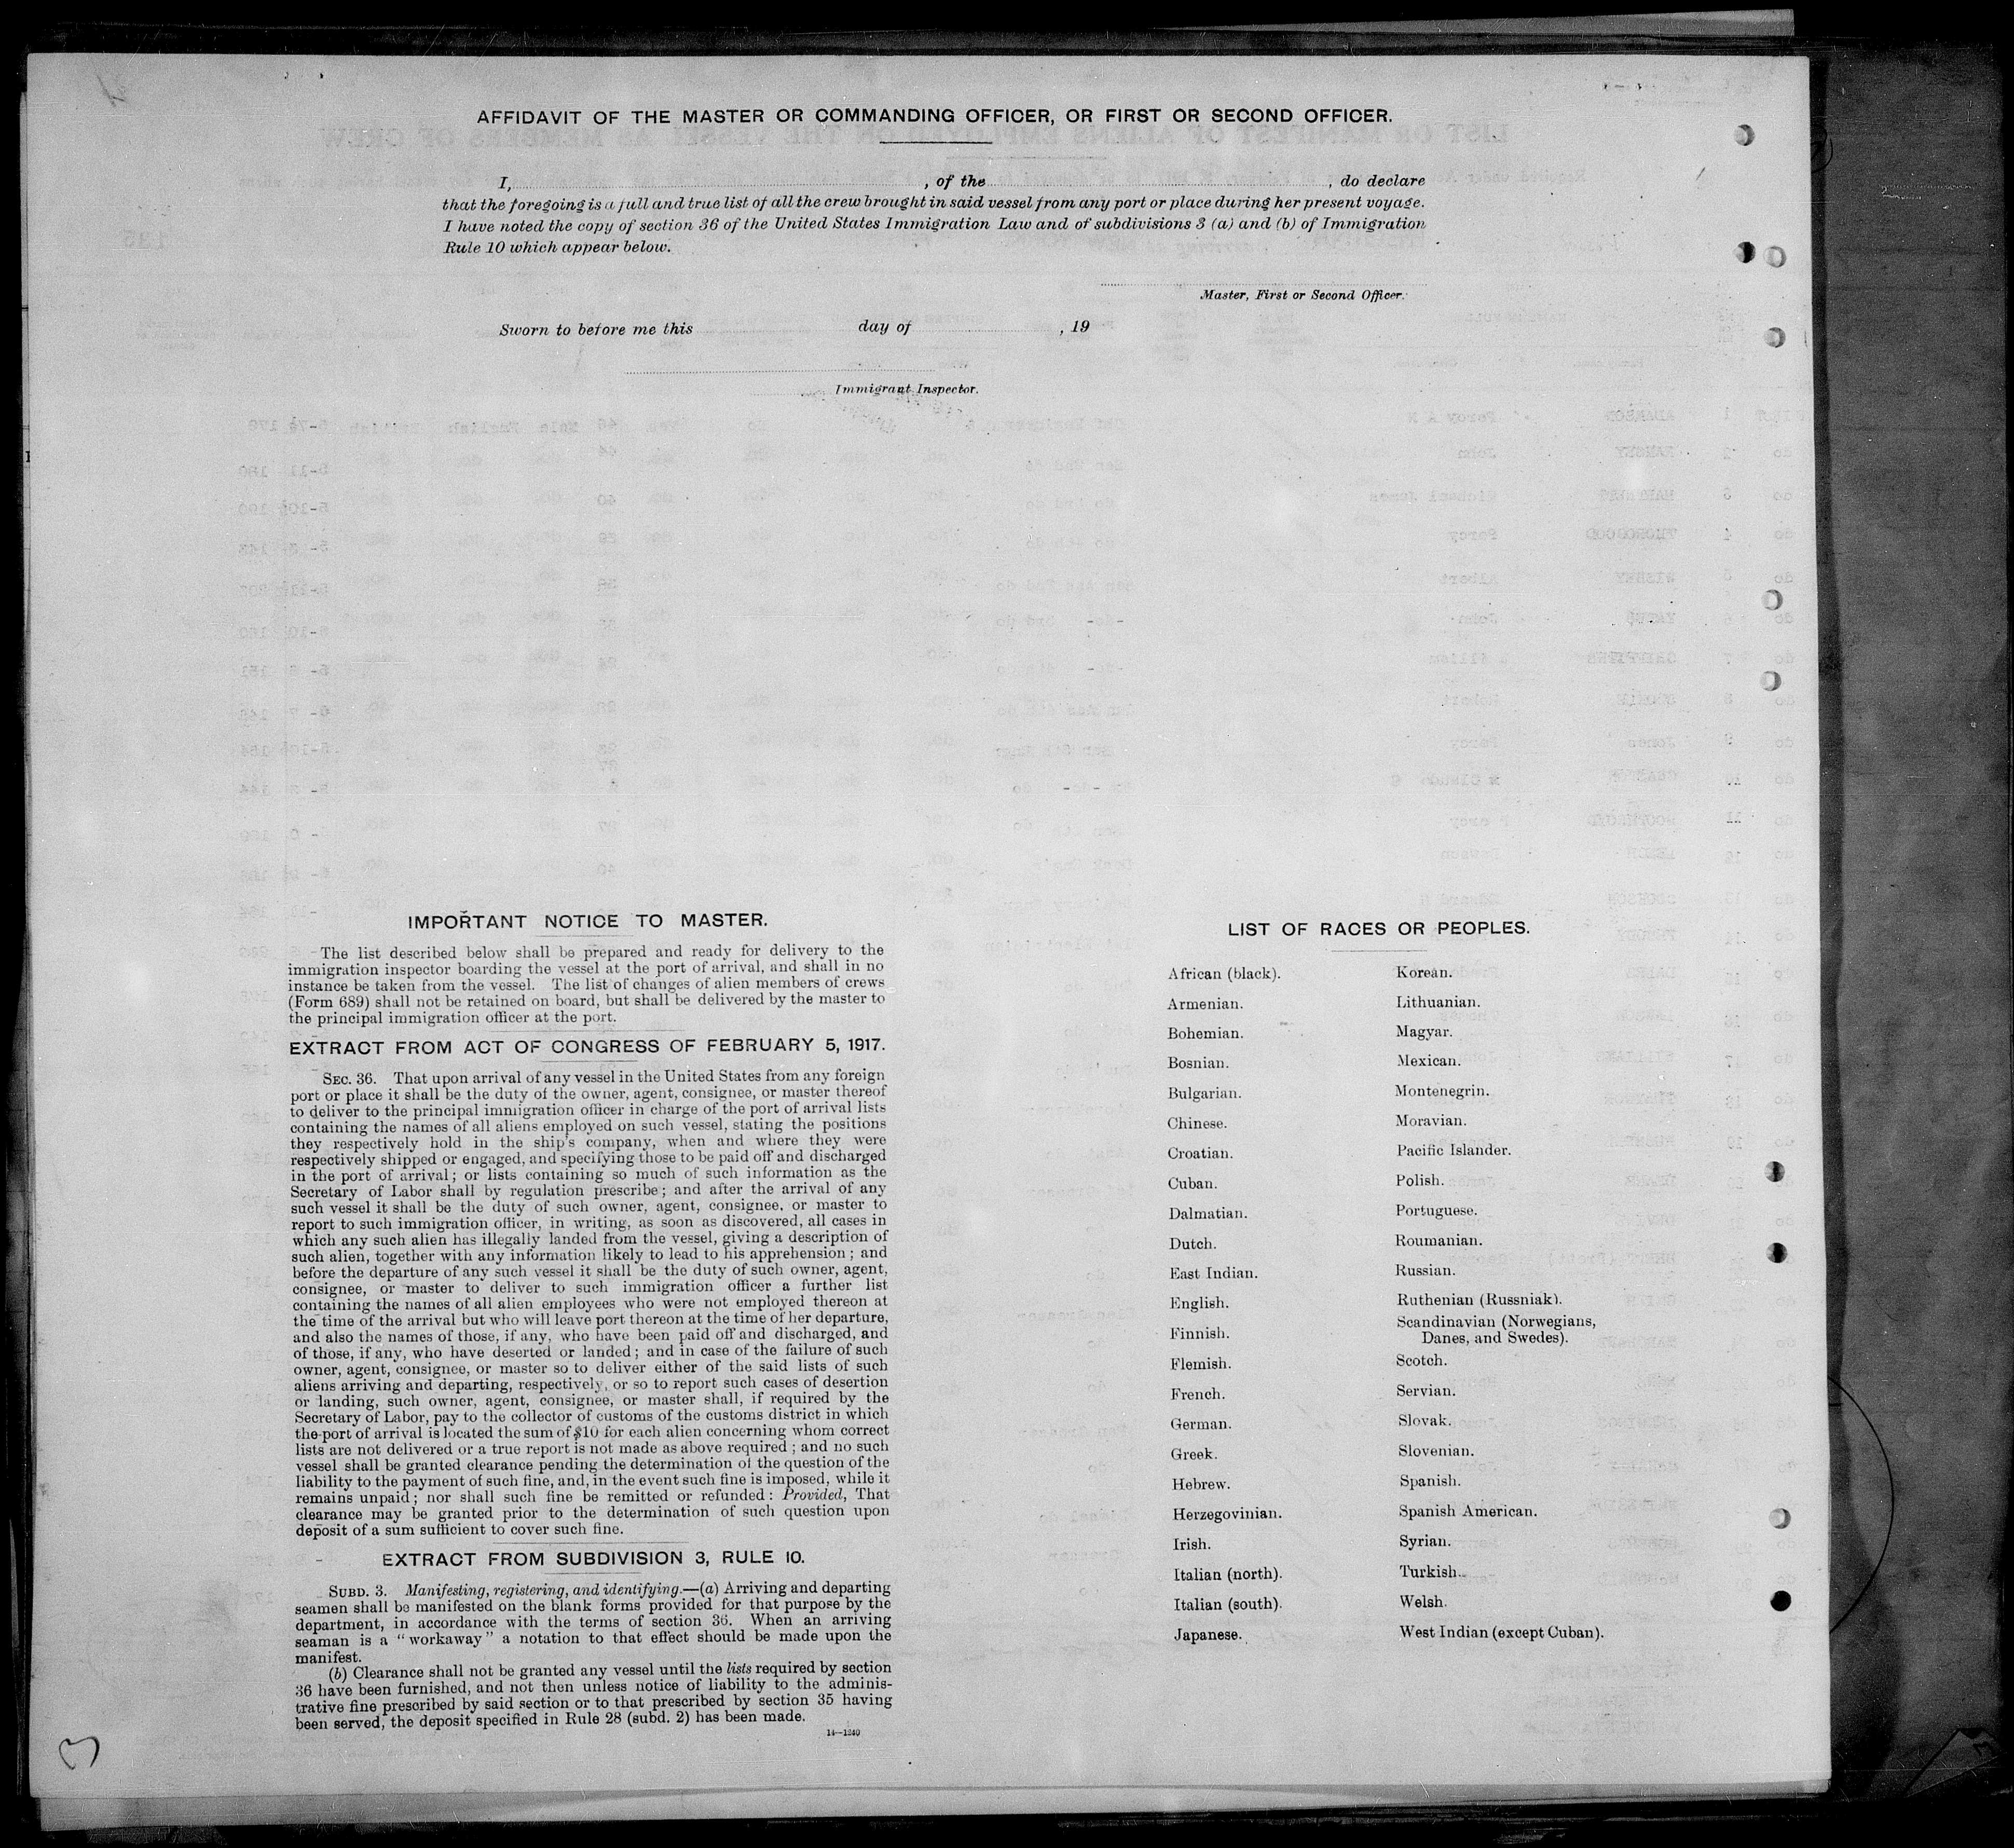 AFFIDAVIT OF THE MASTER OR COMMANDING OFFICER, OR FIRST OR SECOND OFFICER.
I, , of the , do declare
that the foregoing is a full and true list of all the crew brought in said vessel from any port or place during her present voyage.
I have noted the copy of section 36 of the United States Immigration Law and of subdivisions 3 (a) and (b) of Immigration
Rule 10 which appear below.
Master, First or Second Officer.
Sworn to before me this day of , 19
Immigrant Inspector.
IMPORTANT NOTICE TO MASTER.
The list described below shall be prepared and ready for delivery to the
immigration inspector boarding the vessel at the port of arrival, and shall in no
instance be taken from the vessel. The list of changes of alien members of crews
(Form 689) shall not be retained on board, but shall be delivered by the master to
the principal immigration officer at the port.
EXTRACT FROM ACT OF CONGRESS OF FEBRUARY 5, 1917.
SEC. 36. That upon arrival of any vessel in the United States from any foreign
port or place it shall be the duty of the owner, agent, consignee, or master thereof
to deliver to the principal immigration officer in charge of the port of arrival lists
containing the names of all aliens employed on such vessel, stating the positions
they respectively hold in the ship's company, when and where they were
respectively shipped or engaged, and specifying those to be paid off and discharged
in the port of arrival; or lists containing so much of such information as the
Secretary of Labor shall by regulation prescribe; and after the arrival of any
such vessel it shall be the duty of such owner, agent, consignee, or master to
report to such immigration officer, in writing, as soon as discovered, all cases in
which any such alien has illegally landed from the vessel, giving a description of
such alien, together with any information likely to lead to his apprehension; and
before the departure of any such vessel it shall be the duty of such owner, agent,
consignee, or master to deliver to such immigration officer a further list
containing the names of all alien employees who were not employed thereon at
the time of the arrival but who will leave port thereon at the time of her departure,
and also the names of those, if any, who have been paid off and discharged, and
of those, if any, who have deserted or landed; and in case of the failure of such
owner, agent, consignee, or master so to deliver either of the said lists of such
aliens arriving and departing, respectively, or so to report such cases of desertion
or landing, such owner, agent, consignee, or master shall, if required by the
Secretary of Labor, pay to the collector of customs of the customs district in which
the port of arrival is located the sum of $10 for each alien concerning whom correct
lists are not delivered or a true report is not made as above required; and no such
vessel shall be granted clearance pending the determination of the question of the
liability to the payment of such fine, and, in the event such fine is imposed, while it
remains unpaid; nor shall such fine be remitted or refunded: Provided, That
clearance may be granted prior to the determination of such question upon
deposit of a sum sufficient to cover such fine.
EXTRACT FROM SUBDIVISION 3, RULE 10.
SUBD. 3. Manifesting, registering, and identifying.—(a) Arriving and departing
seamen shall be manifested on the blank forms provided for that purpose by the
department, in accordance with the terms of section 36. When an arriving
seaman is a "workaway" a notation to that effect should be made upon the
manifest.
(b) Clearance shall not be granted any vessel until the lists required by section
36 have been furnished, and not then unless notice of liability to the adminis-
trative fine prescribed by said section or to that prescribed by section 35 having
been served, the deposit specified in Rule 28 (subd. 2) has been made.
14—1240
LIST OF RACES OR PEOPLES.
African (black).
Armenian.
Bohemian.
Bosnian.
Bulgarian.
Chinese.
Croatian.
Cuban.
Dalmatian.
Dutch.
East Indian.
English.
Finnish.
Flemish.
French.
German.
Greek.
Hebrew.
Herzegovinian.
Irish.
Italian (north).
Italian (south).
Japanese.
Korean.
Lithuanian.
Magyar.
Mexican.
Montenegrin.
Moravian.
Pacific Islander.
Polish.
Portuguese.
Roumanian.
Russian.
Ruthenian (Russniak).
Scandinavian (Norwegians,
Danes, and Swedes).
Scotch.
Servian.
Slovak.
Slovenian.
Spanish.
Spanish American.
Syrian.
Turkish.
Welsh.
West Indian (except Cuban).